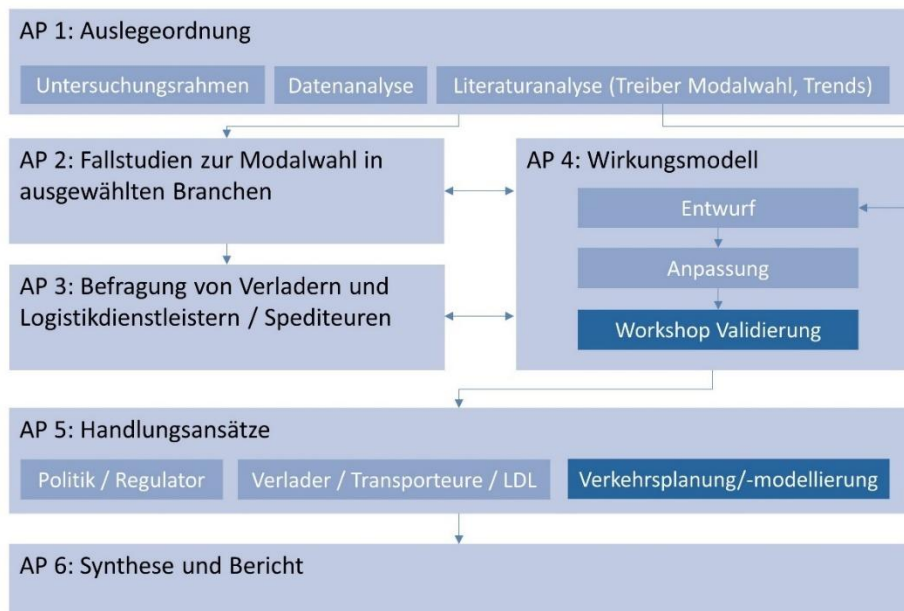 AP 1: Auslegeordnung
Untersuchungsrahmen
Datenanalyse
Literaturanalyse (Treiber Modalwahl, Trends)
AP 2: Fallstudien zur Modalwahl in
ausgewählten Branchen
AP 3: Befragung von Verladern und
Logistikdienstleistern / Spediteuren
AP 4: Wirkungsmodell
Entwurf
Anpassung
Workshop Validierung
AP 5: Handlungsansätze
Politik / Regulator
Verlader / Transporteure / LDL
Verkehrsplanung/-modellierung
AP 6: Synthese und Bericht